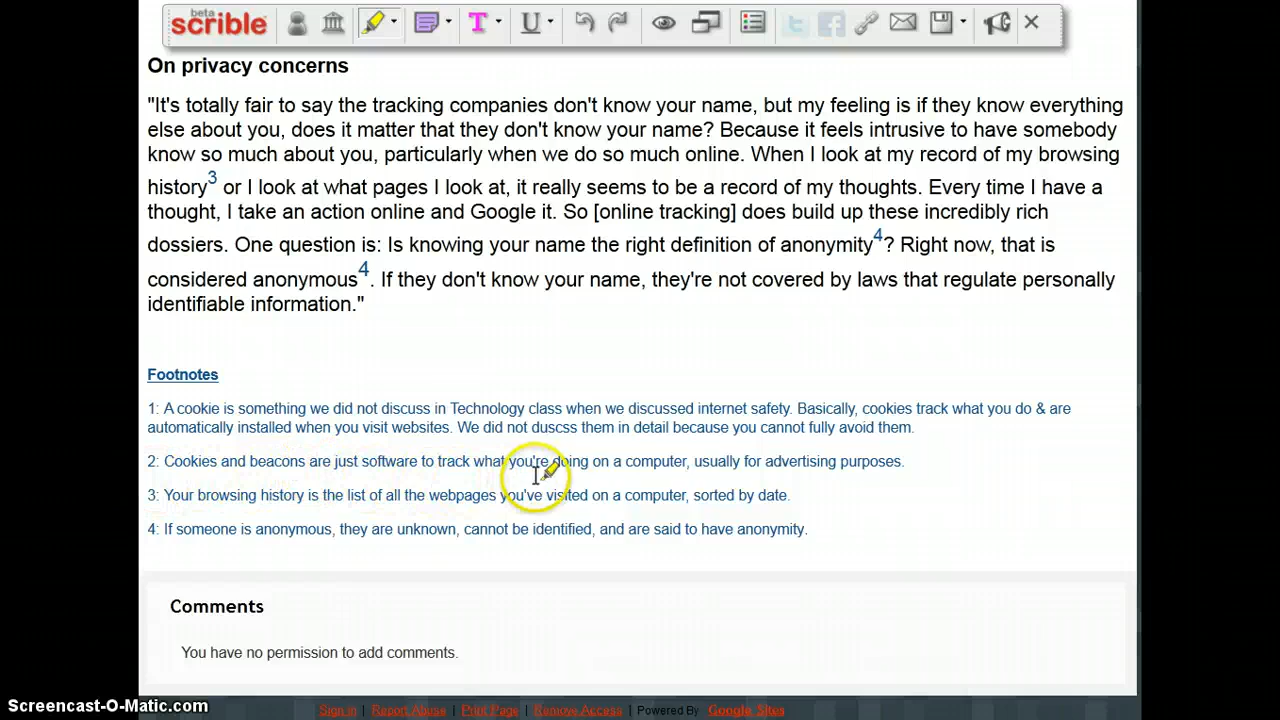 beta
scrible
T
U
On privacy concerns
"It's totally fair to say the tracking companies don't know your name, but my feeling is if they know everything
else about you, does it matter that they don't know your name? Because it feels intrusive to have somebody
know so much about you, particularly when we do so much online. When I look at my record of my browsing
history3 or I look at what pages I look at, it really seems to be a record of my thoughts. Every time I have a
thought, I take an action online and Google it. So [online tracking] does build up these incredibly rich
dossiers. One question is: Is knowing your name the right definition of anonymity4? Right now, that is
considered anonymous4. If they don't know your name, they're not covered by laws that regulate personally
identifiable information."
Footnotes
1: A cookie is something we did not discuss in Technology class when we discussed internet safety. Basically, cookies track what you do & are
automatically installed when you visit websites. We did not duscss them in detail because you cannot fully avoid them.
2: Cookies and beacons are just software to track what you're doing on a computer, usually for advertising purposes.
3: Your browsing history is the list of all the webpages you've visited on a computer, sorted by date.
4: If someone is anonymous, they are unknown, cannot be identified, and are said to have anonymity.
Comments
You have no permission to add comments.
Sign in | Report Abuse | Print Page | Remove Access | Powered By Google Sites
Screencast-O-Matic.com